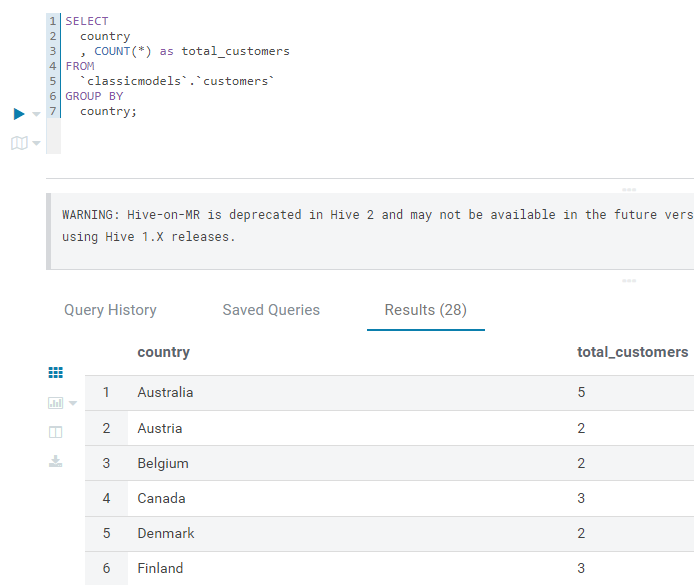 1 SELECT
2   country
3   , COUNT(*) as total_customers
4 FROM
5   `classicmodels`.`customers`
6 GROUP BY
7   country;
WARNING: Hive-on-MR is deprecated in Hive 2 and may not be available in the future vers
using Hive 1.X releases.
Query History Saved Queries Results (28)
country total_customers
1 Australia 5
2 Austria 2
3 Belgium 2
4 Canada 3
5 Denmark 2
6 Finland 3